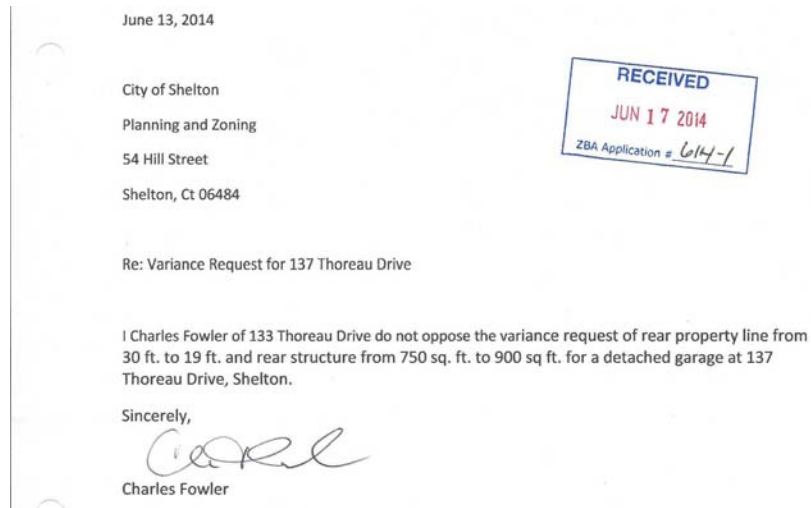 June 13, 2014
City of Shelton
Planning and Zoning
54 Hill Street
Shelton, Ct 06484
RECEIVED
JUN 17 2014
ZBA Application # 614-1
Re: Variance Request for 137 Thoreau Drive
I Charles Fowler of 133 Thoreau Drive do not oppose the variance request of rear property line from
30 ft. to 19 ft. and rear structure from 750 sq. ft. to 900 sq ft. for a detached garage at 137
Thoreau Drive, Shelton.
Sincerely,
Charles Fowler